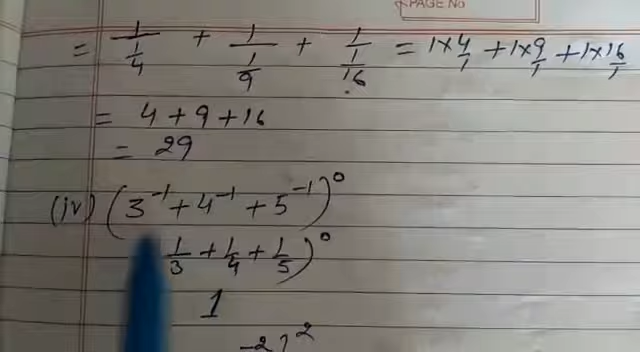 PAGE No
= 1/(1/4) + 1/(1/9) + 1/(1/16) = 1×4/1 + 1×9/1 + 1×16/1
= 4 + 9 + 16
= 29
(iv) (3⁻¹ + 4⁻¹ + 5⁻¹)⁰
1/3 + 1/4 + 1/5)⁰
1